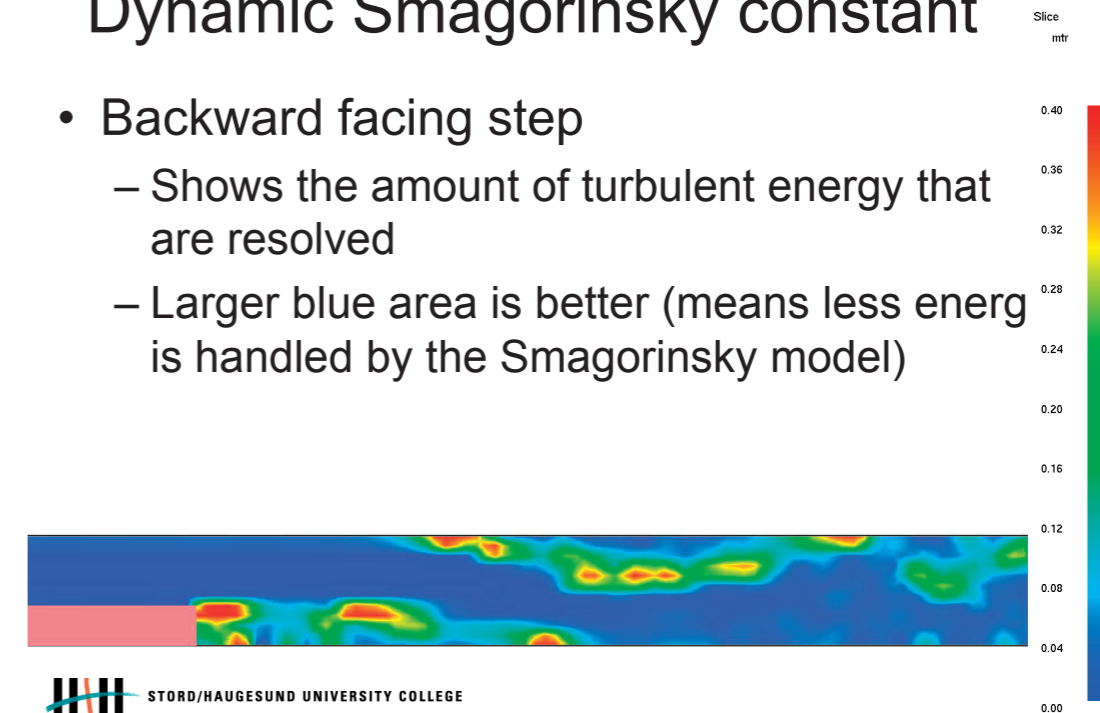 Dynamic Smagorinsky constant
Slice
mtr
• Backward facing step
– Shows the amount of turbulent energy that
are resolved
– Larger blue area is better (means less energ
is handled by the Smagorinsky model)
0.40
0.36
0.32
0.28
0.24
0.20
0.16
0.12
0.08
0.04
0.00
STORD/HAUGESUND UNIVERSITY COLLEGE